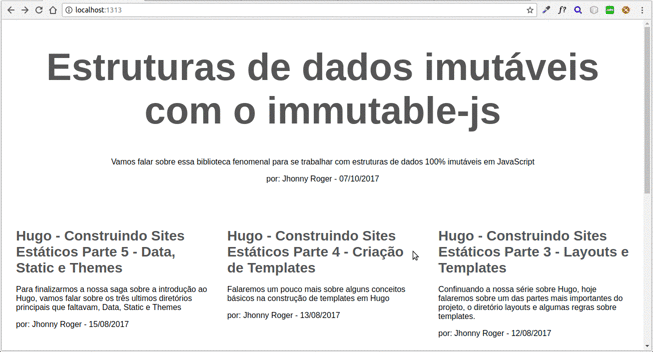 localhost:1313
f?
Estruturas de dados imutáveis
com o immutable-js
Vamos falar sobre essa biblioteca fenomenal para se trabalhar com estruturas de dados 100% imutáveis em JavaScript
por: Jhonny Roger - 07/10/2017
Hugo - Construindo Sites
Estáticos Parte 5 - Data,
Static e Themes
Para finalizarmos a nossa saga sobre a introdução ao
Hugo, vamos falar sobre os três ultimos diretórios
principais que faltavam, Data, Static e Themes
por: Jhonny Roger - 15/08/2017
Hugo - Construindo Sites
Estáticos Parte 4 - Criação
de Templates
Falaremos um pouco mais sobre alguns conceitos
básicos na construção de templates em Hugo
por: Jhonny Roger - 13/08/2017
Hugo - Construindo Sites
Estáticos Parte 3 - Layouts e
Templates
Confinuando a nossa série sobre Hugo, hoje
falaremos sobre um das partes mais importantes do
projeto, o diretório layouts e algumas regras sobre
templates.
por: Jhonny Roger - 12/08/2017